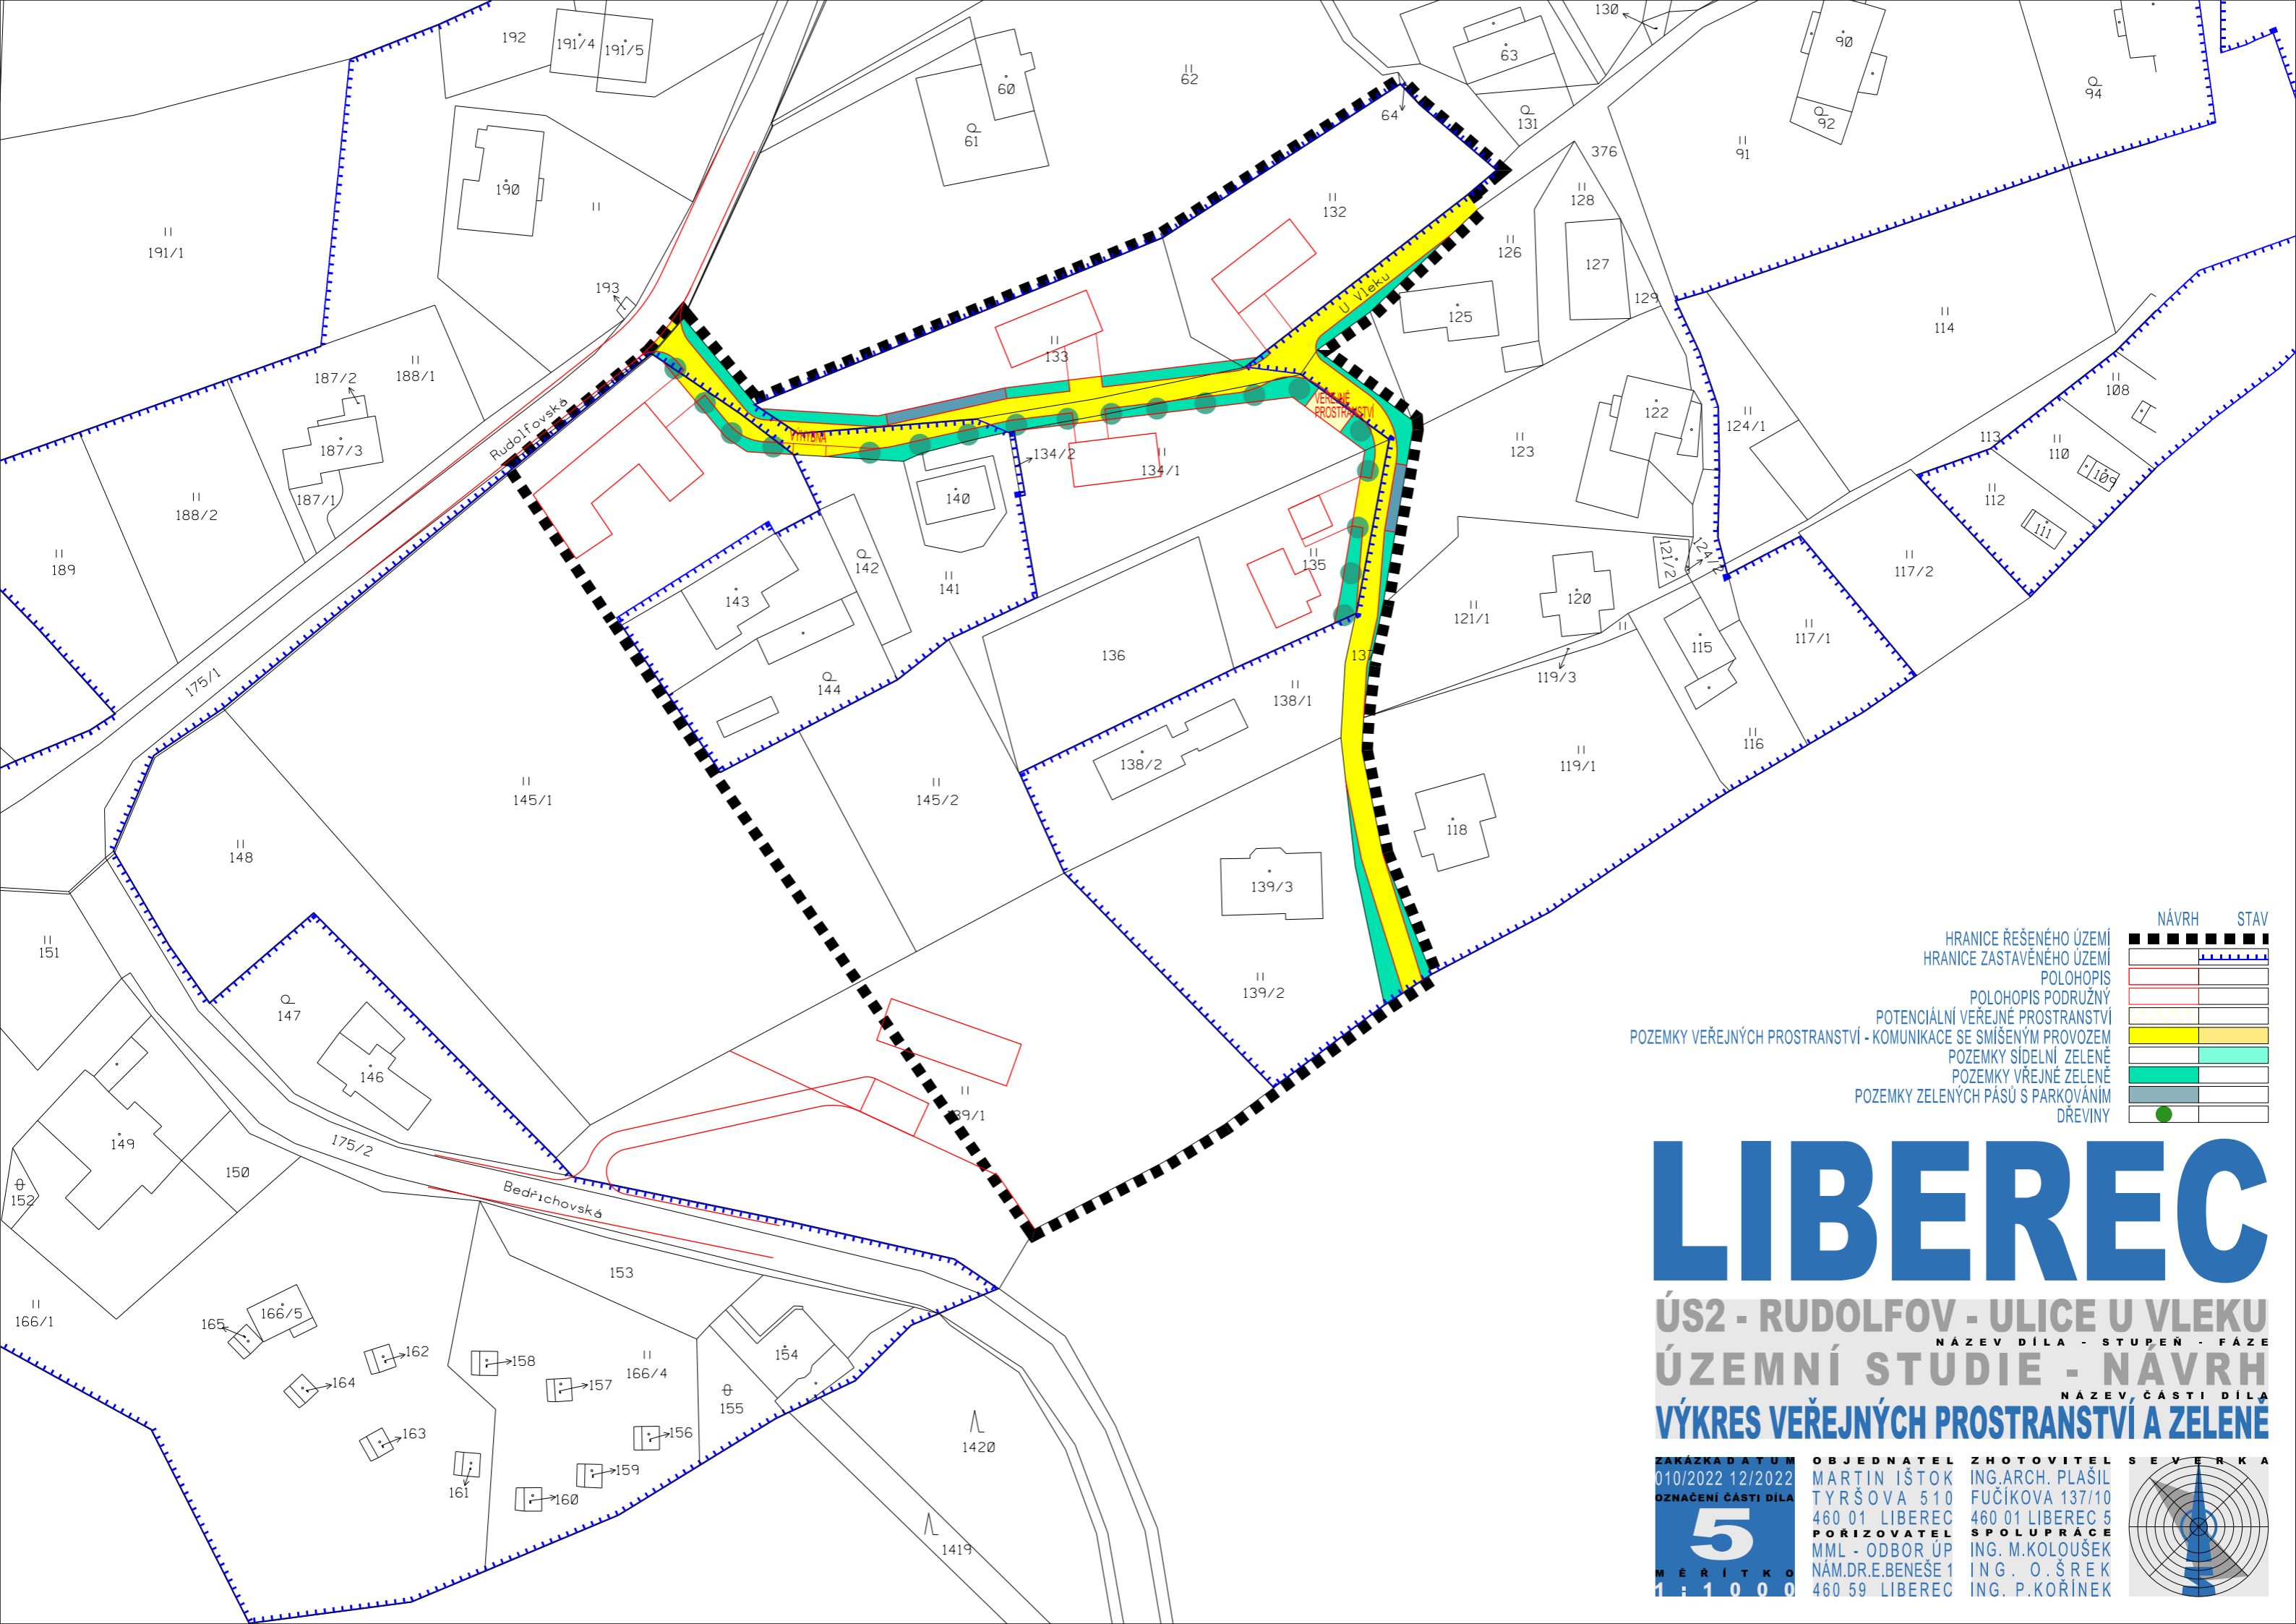 192
191/4
191/5
190
191/1
193
60
61
62
63
64
130
131
132
90
92
94
91
376
128
127
126
129
125
133
114
108
113
110
109
112
111
188/1
187/2
187/3
187/1
188/2
189
Rudolfovská
175/1
U Vleku
VEŘEJNÉ
PROSTRANSTVÍ
VÝHYBNA
134/2
134/1
140
142
141
143
144
135
136
137
138/1
138/2
123
122
124/1
124/2
121/2
121/1
120
119/3
119/1
115
116
117/1
117/2
118
145/1
145/2
148
147
146
151
149
150
152
139/3
139/2
139/1
175/2
Bedřichovská
153
154
155
166/1
166/5
165
164
162
163
158
157
156
159
160
161
166/4
1420
1419
NÁVRH STAV
HRANICE ŘEŠENÉHO ÚZEMÍ
HRANICE ZASTAVĚNÉHO ÚZEMÍ
POLOHOPIS
POLOHOPIS PODRUŽNÝ
POTENCIÁLNÍ VEŘEJNÉ PROSTRANSTVÍ
POZEMKY VEŘEJNÝCH PROSTRANSTVÍ - KOMUNIKACE SE SMÍŠENÝM PROVOZEM
POZEMKY SÍDELNÍ ZELENĚ
POZEMKY VŘEJNÉ ZELENĚ
POZEMKY ZELENÝCH PÁSŮ S PARKOVÁNÍM
DŘEVINY
LIBEREC
ÚS2 - RUDOLFOV - ULICE U VLEKU
NÁZEV DÍLA - STUPEŇ - FÁZE
ÚZEMNÍ STUDIE - NÁVRH
NÁZEV ČÁSTI DÍLA
VÝKRES VEŘEJNÝCH PROSTRANSTVÍ A ZELENĚ
ZAKÁZKA DATUM
010/2022 12/2022
OZNAČENÍ ČÁSTI DÍLA
5
MĚŘÍTKO
1:1000
OBJEDNATEL
MARTIN IŠTOK
TYRŠOVA 510
460 01 LIBEREC
POŘIZOVATEL
MML - ODBOR ÚP
NÁM.DR.E.BENEŠE 1
460 59 LIBEREC
ZHOTOVITEL
ING.ARCH. PLAŠIL
FUČÍKOVA 137/10
460 01 LIBEREC 5
SPOLUPRÁCE
ING. M.KOLOUŠEK
ING. O.ŠREK
ING. P.KOŘÍNEK
SEVERKA